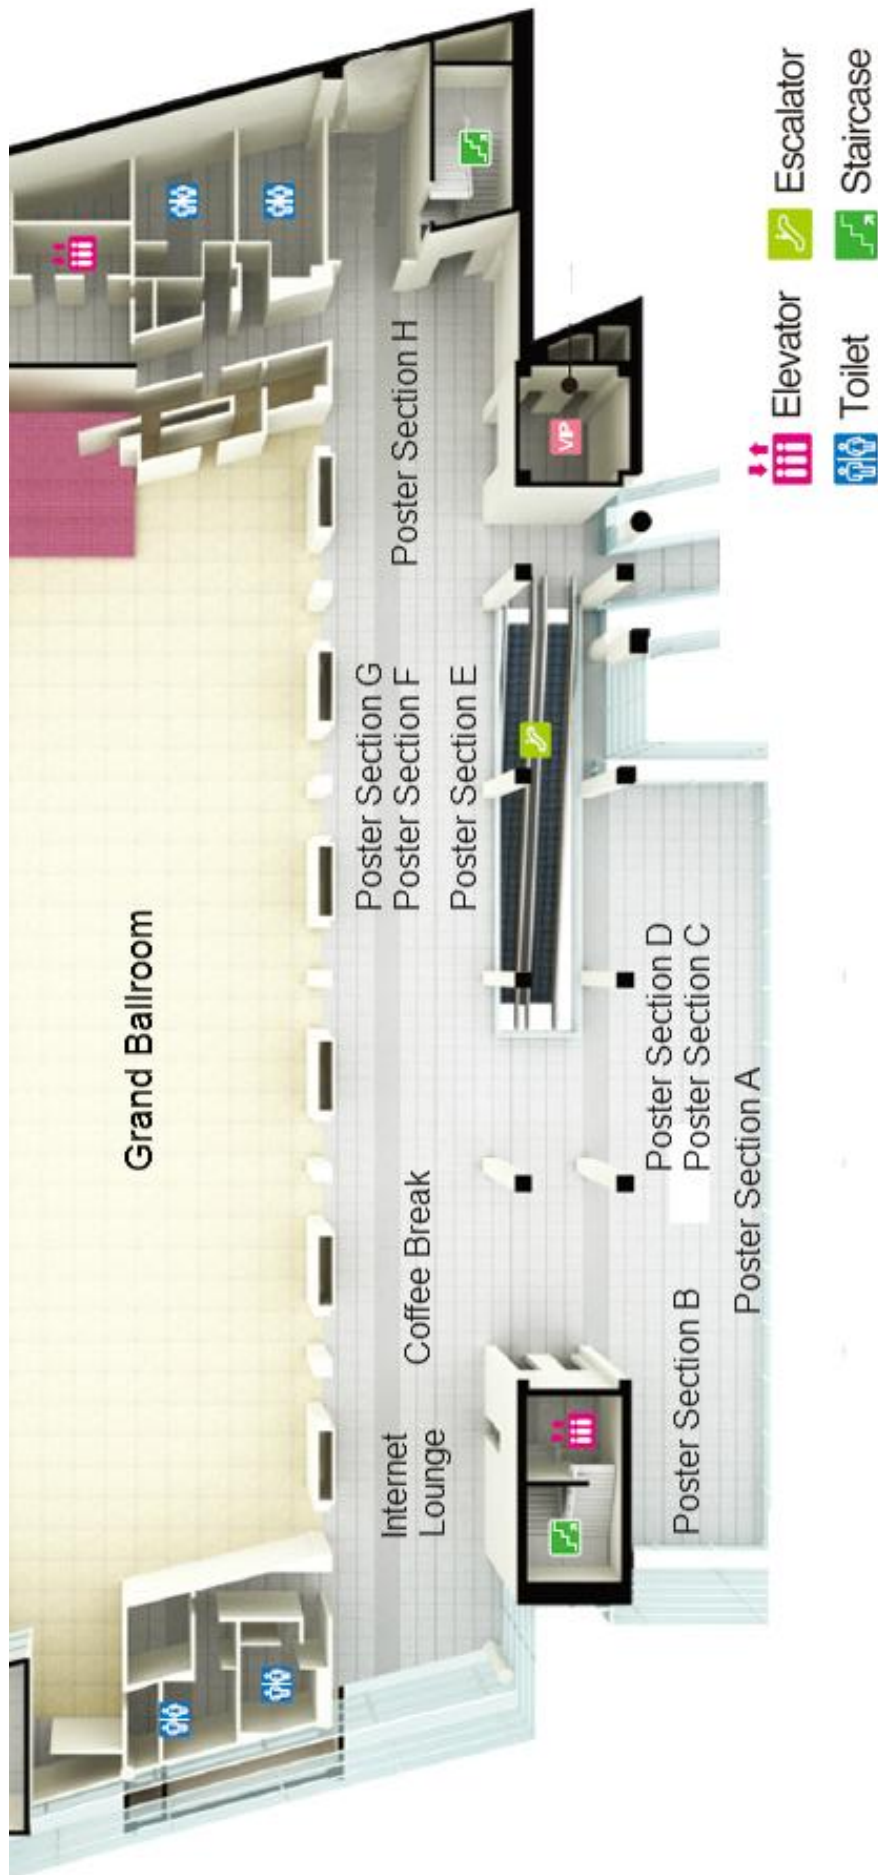 Grand Ballroom
Internet
Lounge
Coffee Break
Poster Section G
Poster Section F
Poster Section E
Poster Section H
VIP
Poster Section B
Poster Section D
Poster Section C
Poster Section A
Elevator
Escalator
Toilet
Staircase